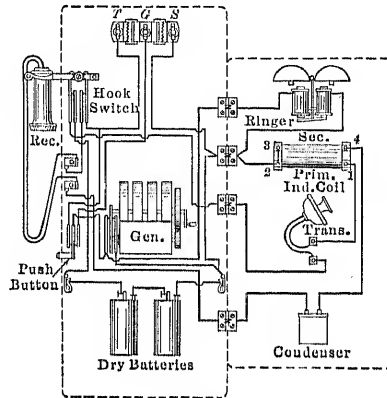 T G S
Hook
Switch
Rec.
Ringer
Sec.
3 4
2 1
Prim.
Ind.Coil
Trans.
Gen.
Push
Button
Dry Batteries
Condenser